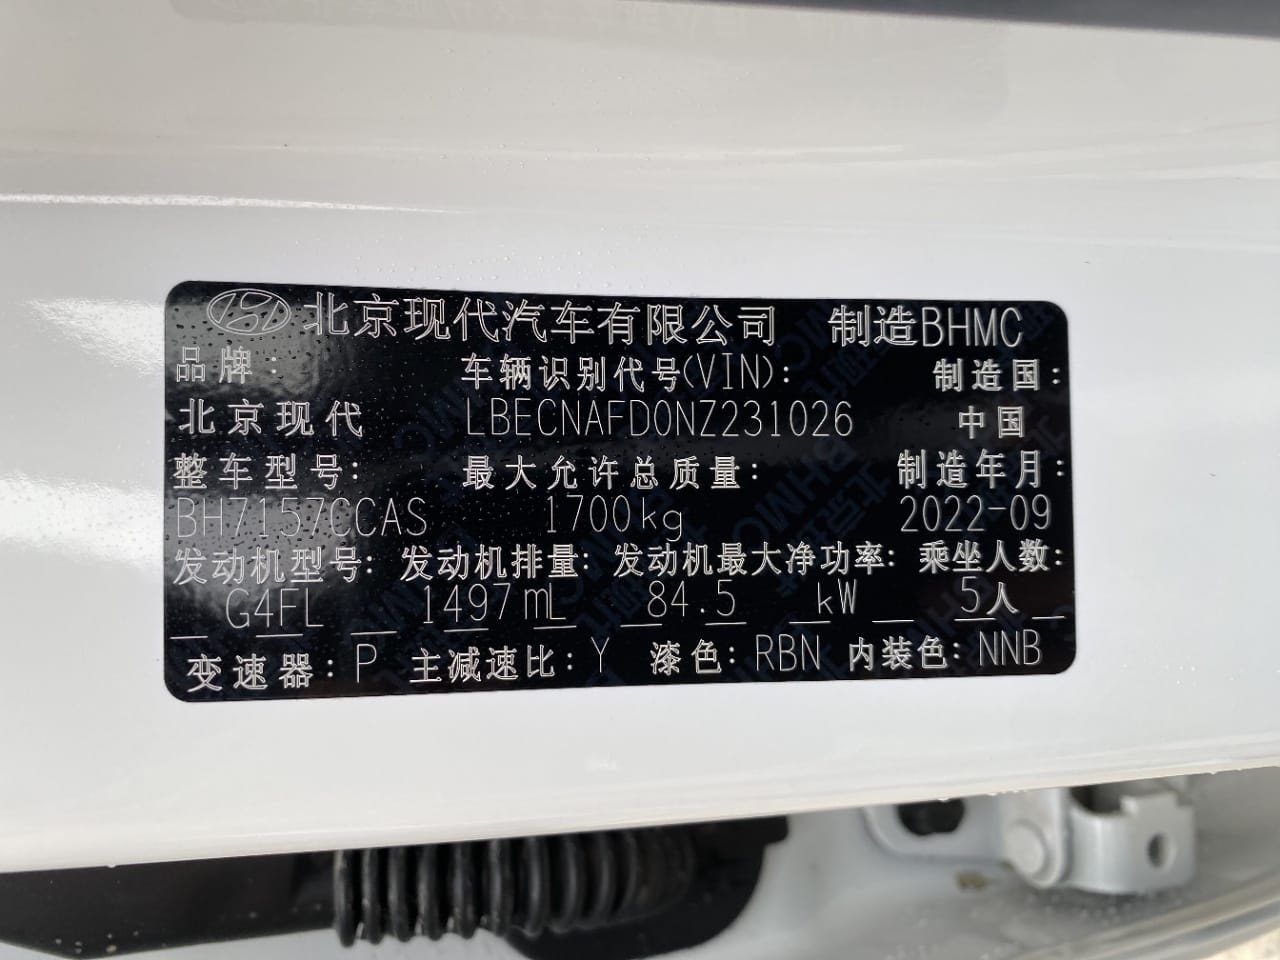 北京现代汽车有限公司 制造BHMC
品牌: 车辆识别代号(VIN): 制造国:
北京现代 LBECNAFD0NZ231026 中国
整车型号: 最大允许总质量: 制造年月:
BH7157CCAS 1700kg 2022-09
发动机型号: 发动机排量: 发动机最大净功率: 乘坐人数:
G4FL 1497mL 84.5 kW 5人
变速器: P 主减速比: Y 漆色: RBN 内装色: NNB